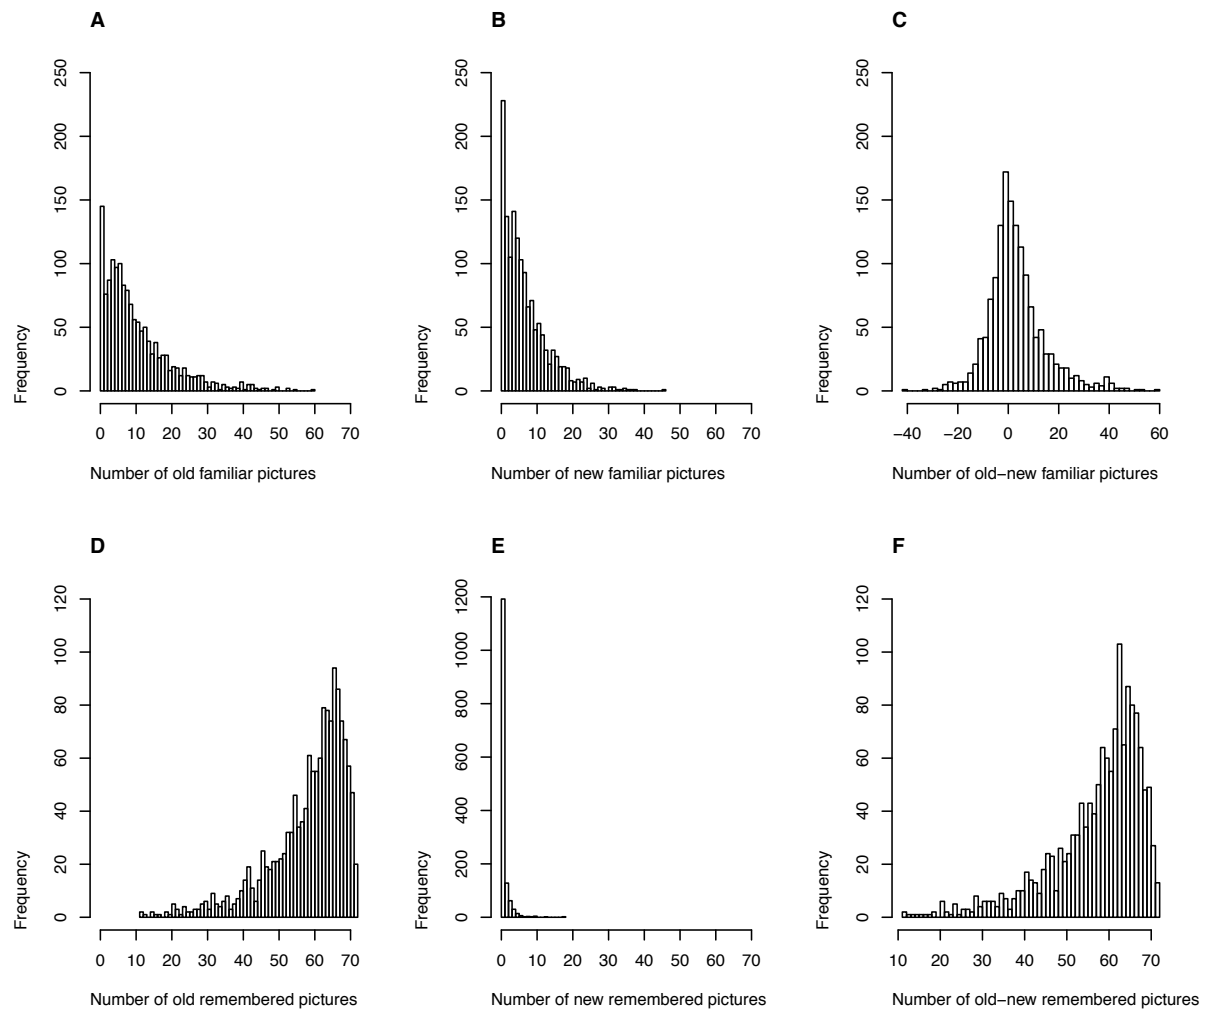 A
Frequency
0 50 100 150 200 250
0 10 20 30 40 50 60 70
Number of old familiar pictures
B
Frequency
0 50 100 150 200 250
0 10 20 30 40 50 60 70
Number of new familiar pictures
C
Frequency
0 50 100 150 200 250
−40 −20 0 20 40 60
Number of old−new familiar pictures
D
Frequency
0 20 40 60 80 100 120
0 10 20 30 40 50 60 70
Number of old remembered pictures
E
Frequency
0 200 400 600 800 1000 1200
0 10 20 30 40 50 60 70
Number of new remembered pictures
F
Frequency
0 20 40 60 80 100 120
10 20 30 40 50 60 70
Number of old−new remembered pictures